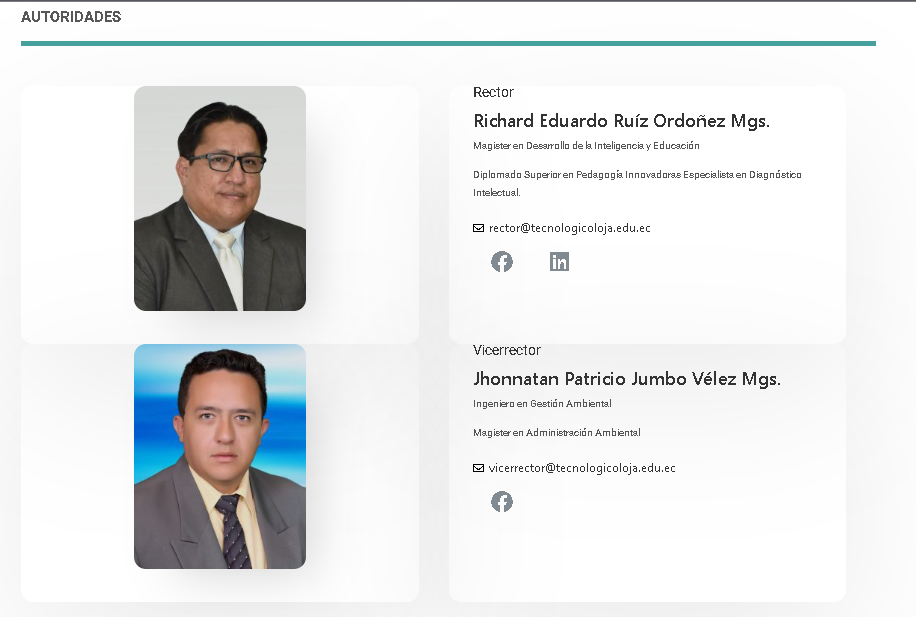 AUTORIDADES
Rector
Richard Eduardo Ruíz Ordoñez Mgs.
Magister en Desarrollo de la Inteligencia y Educación
Diplomado Superior en Pedagogía Innovadoras Especialista en Diagnóstico
Intelectual.
rector@tecnologicoloja.edu.ec
Vicerrector
Jhonnatan Patricio Jumbo Vélez Mgs.
Ingeniero en Gestión Ambiental
Magister en Administración Ambiental
vicerrector@tecnologicoloja.edu.ec